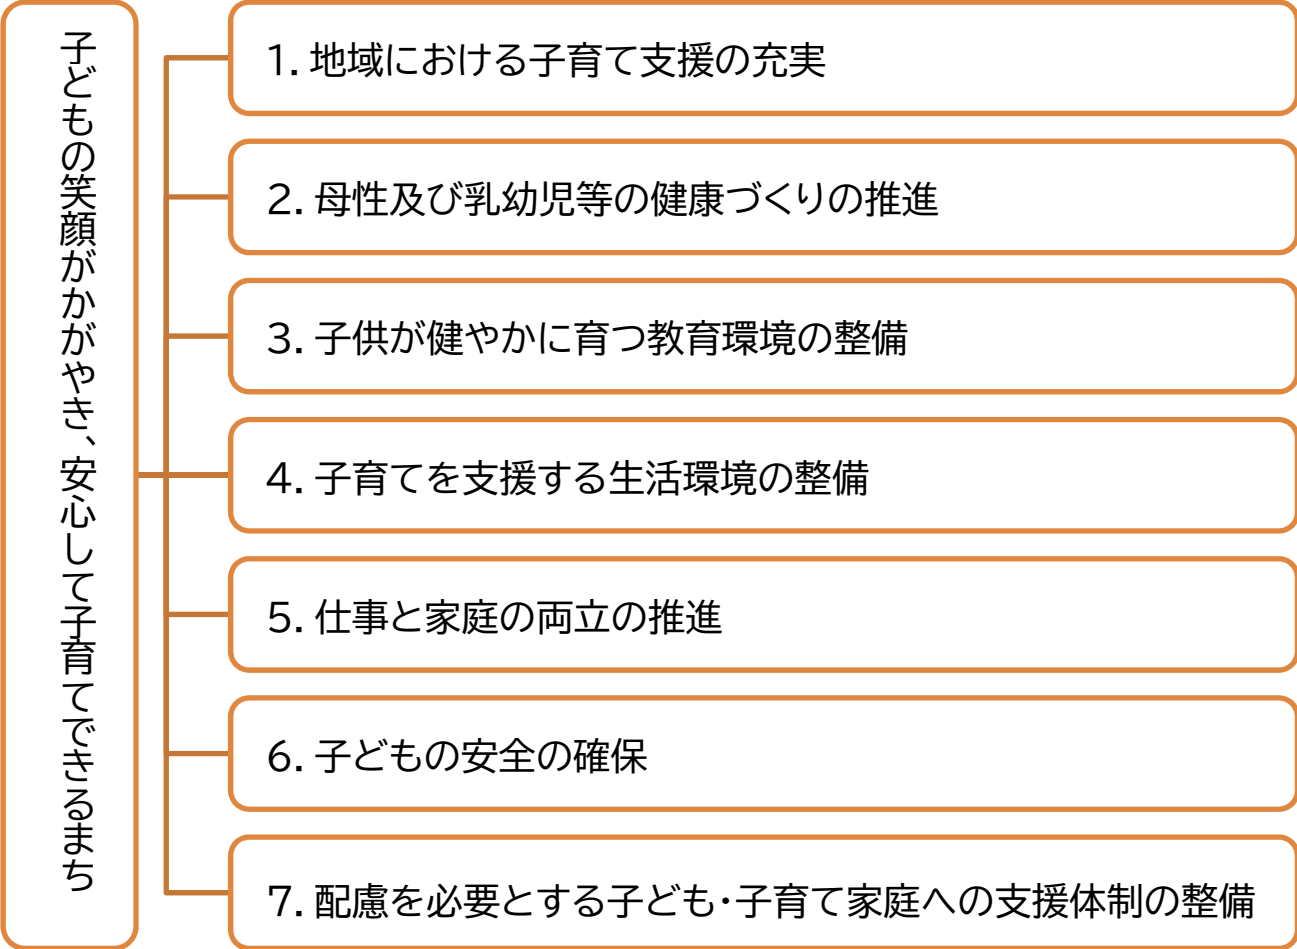 子どもの笑顔がかがやき、安心して子育てできるまち
1. 地域における子育て支援の充実
2. 母性及び乳幼児等の健康づくりの推進
3. 子供が健やかに育つ教育環境の整備
4. 子育てを支援する生活環境の整備
5. 仕事と家庭の両立の推進
6. 子どもの安全の確保
7. 配慮を必要とする子ども・子育て家庭への支援体制の整備